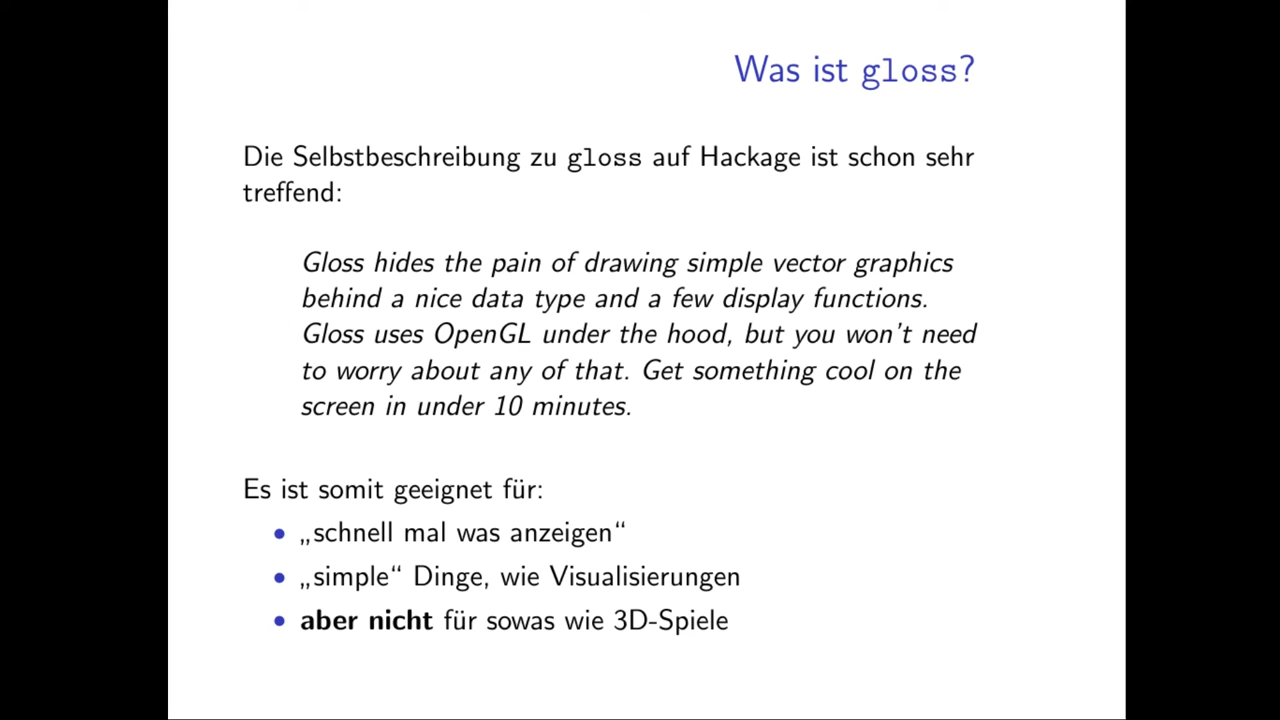 Was ist gloss?
Die Selbstbeschreibung zu gloss auf Hackage ist schon sehr
treffend:
Gloss hides the pain of drawing simple vector graphics
behind a nice data type and a few display functions.
Gloss uses OpenGL under the hood, but you won't need
to worry about any of that. Get something cool on the
screen in under 10 minutes.
Es ist somit geeignet für:
• „schnell mal was anzeigen“
• „simple“ Dinge, wie Visualisierungen
• aber nicht für sowas wie 3D-Spiele